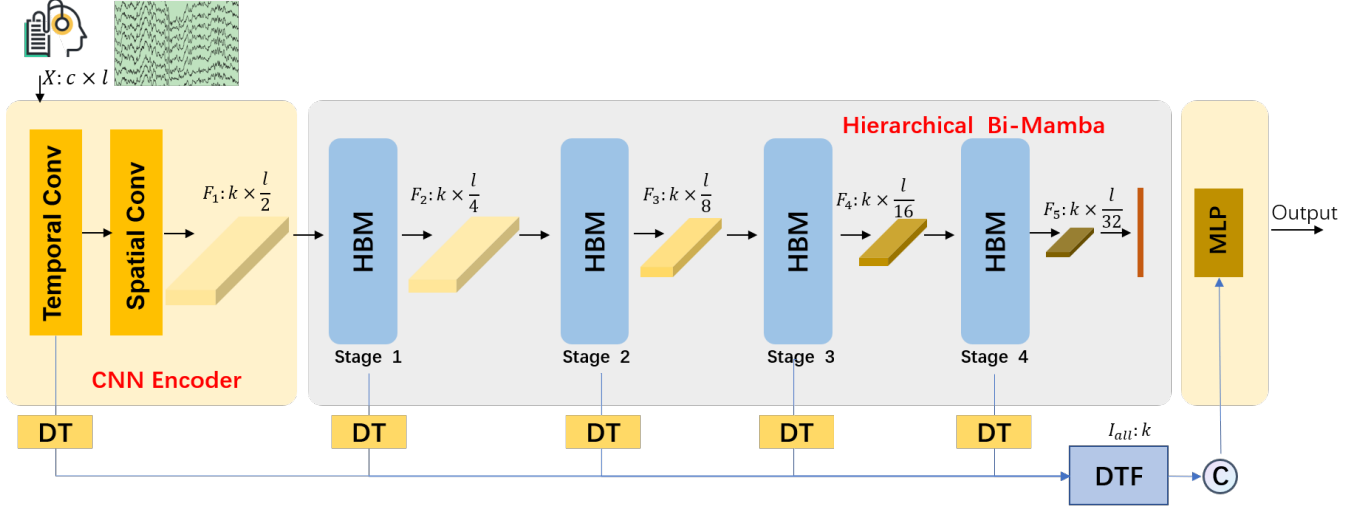 X: c × l
Temporal Conv
Spatial Conv
F₁: k × l/2
CNN Encoder
Hierarchical Bi-Mamba
HBM
Stage 1
F₂: k × l/4
HBM
Stage 2
F₃: k × l/8
HBM
Stage 3
F₄: k × l/16
HBM
Stage 4
F₅: k × l/32
MLP
Output
DT
DT
DT
DT
DT
I_all: k
DTF
C